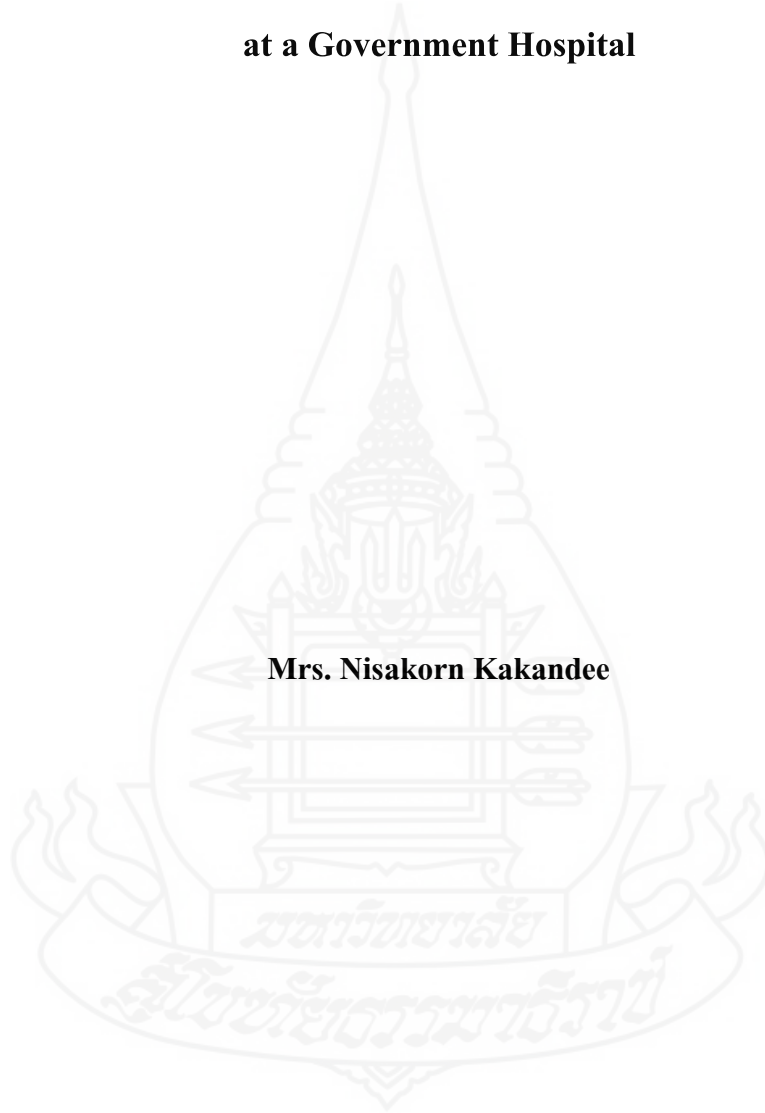 at a Government Hospital
Mrs. Nisakorn Kakandee
มหาวิทยาลัย
สุโขทัยธรรมาธิราช